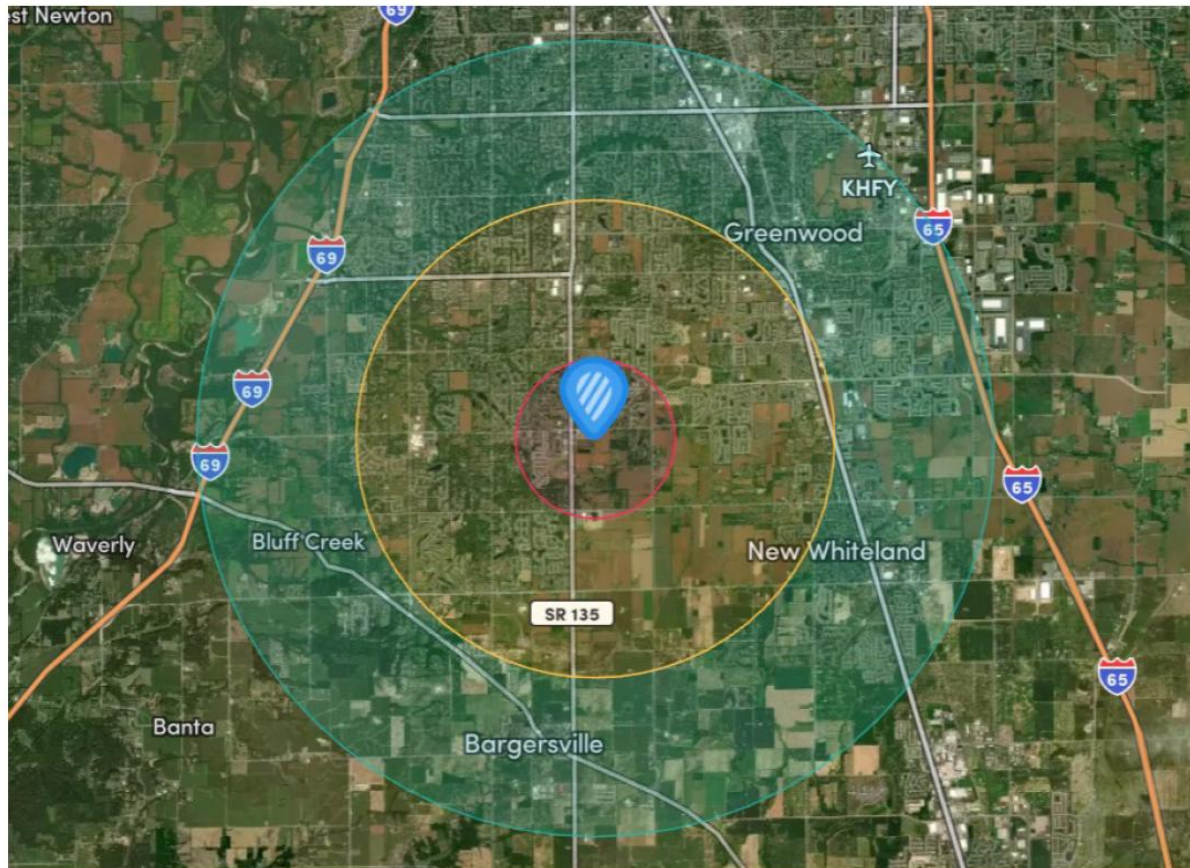 est Newton
69
KHFY
Greenwood
65
69
69
69
65
Waverly
Bluff Creek
New Whiteland
SR 135
65
Banta
Bargersville